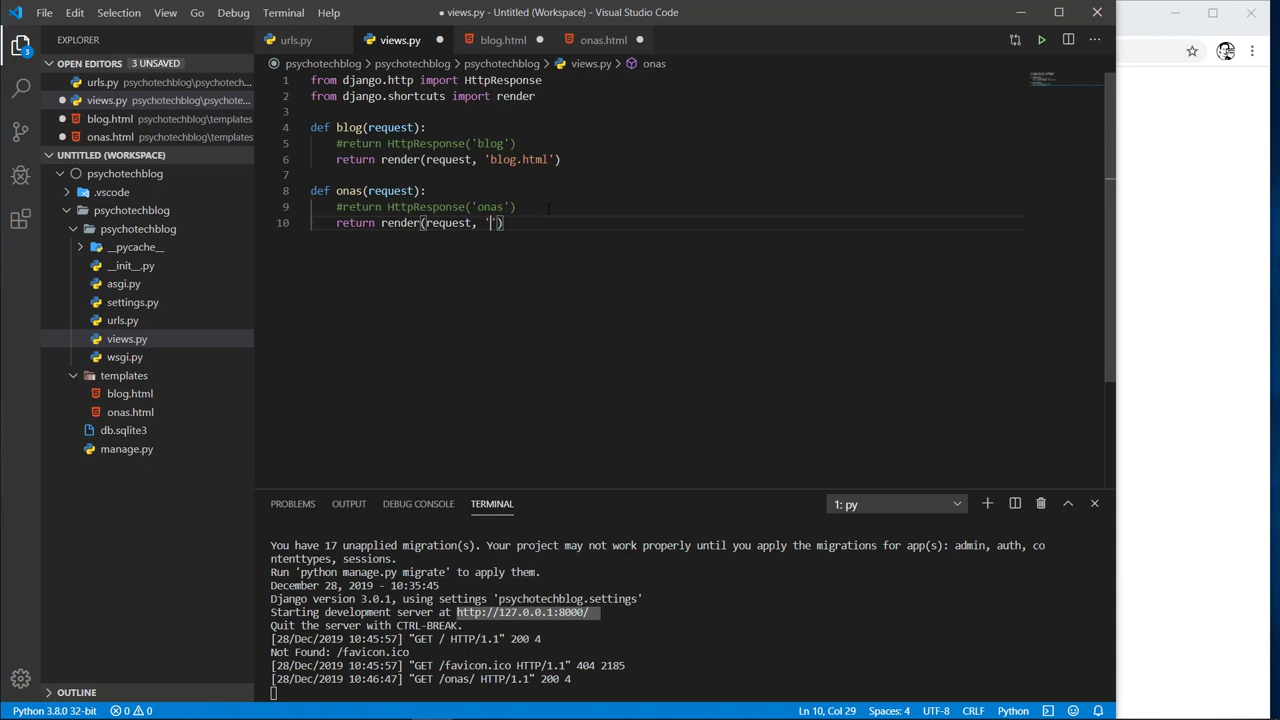 File Edit Selection View Go Debug Terminal Help ● views.py - Untitled (Workspace) - Visual Studio Code
EXPLORER
urls.py views.py ● blog.html ● onas.html ●
OPEN EDITORS 3 UNSAVED
psychotechblog > psychotechblog > psychotechblog > views.py > onas
urls.py psychotechblog\psychotech...
● views.py psychotechblog\psychote...
● blog.html psychotechblog\templates
● onas.html psychotechblog\templates
UNTITLED (WORKSPACE)
psychotechblog
.vscode
psychotechblog
psychotechblog
__pycache__
__init__.py
asgi.py
settings.py
urls.py
views.py
wsgi.py
templates
blog.html
onas.html
db.sqlite3
manage.py
3
1 from django.http import HttpResponse
2 from django.shortcuts import render
3
4 def blog(request):
5 #return HttpResponse('blog')
6 return render(request, 'blog.html')
7
8 def onas(request):
9 #return HttpResponse('onas')
10 return render(request, '')
PROBLEMS OUTPUT DEBUG CONSOLE TERMINAL 1: py
You have 17 unapplied migration(s). Your project may not work properly until you apply the migrations for app(s): admin, auth, co
ntenttypes, sessions.
Run 'python manage.py migrate' to apply them.
December 28, 2019 - 10:35:45
Django version 3.0.1, using settings 'psychotechblog.settings'
Starting development server at http://127.0.0.1:8000/
Quit the server with CTRL-BREAK.
[28/Dec/2019 10:45:57] "GET / HTTP/1.1" 200 4
Not Found: /favicon.ico
[28/Dec/2019 10:45:57] "GET /favicon.ico HTTP/1.1" 404 2185
[28/Dec/2019 10:46:47] "GET /onas/ HTTP/1.1" 200 4
OUTLINE
Python 3.8.0 32-bit 0 0 Ln 10, Col 29 Spaces: 4 UTF-8 CRLF Python